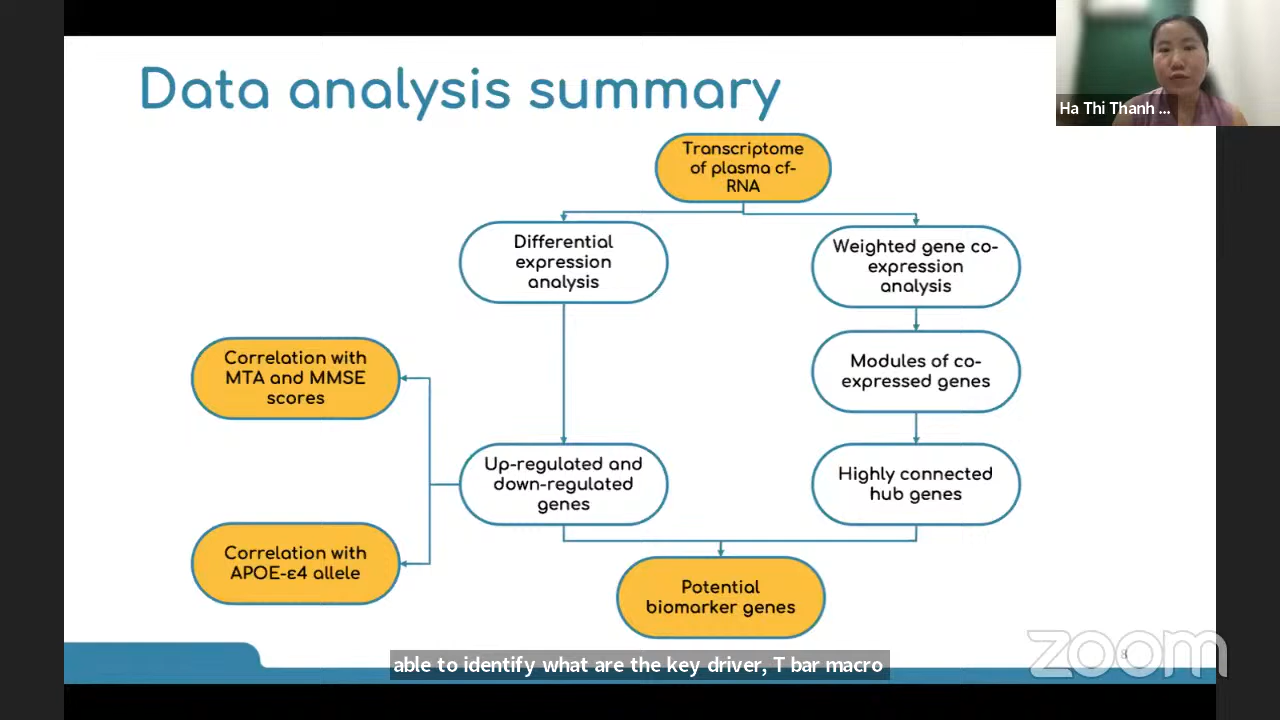 Data analysis summary
Ha Thi Thanh ...
Transcriptome
of plasma cf-
RNA
Differential
expression
analysis
Weighted gene co-
expression
analysis
Correlation with
MTA and MMSE
scores
Modules of co-
expressed genes
Up-regulated and
down-regulated
genes
Highly connected
hub genes
Correlation with
APOE-ε4 allele
Potential
biomarker genes
able to identify what are the key driver, T bar macro
zoom
8